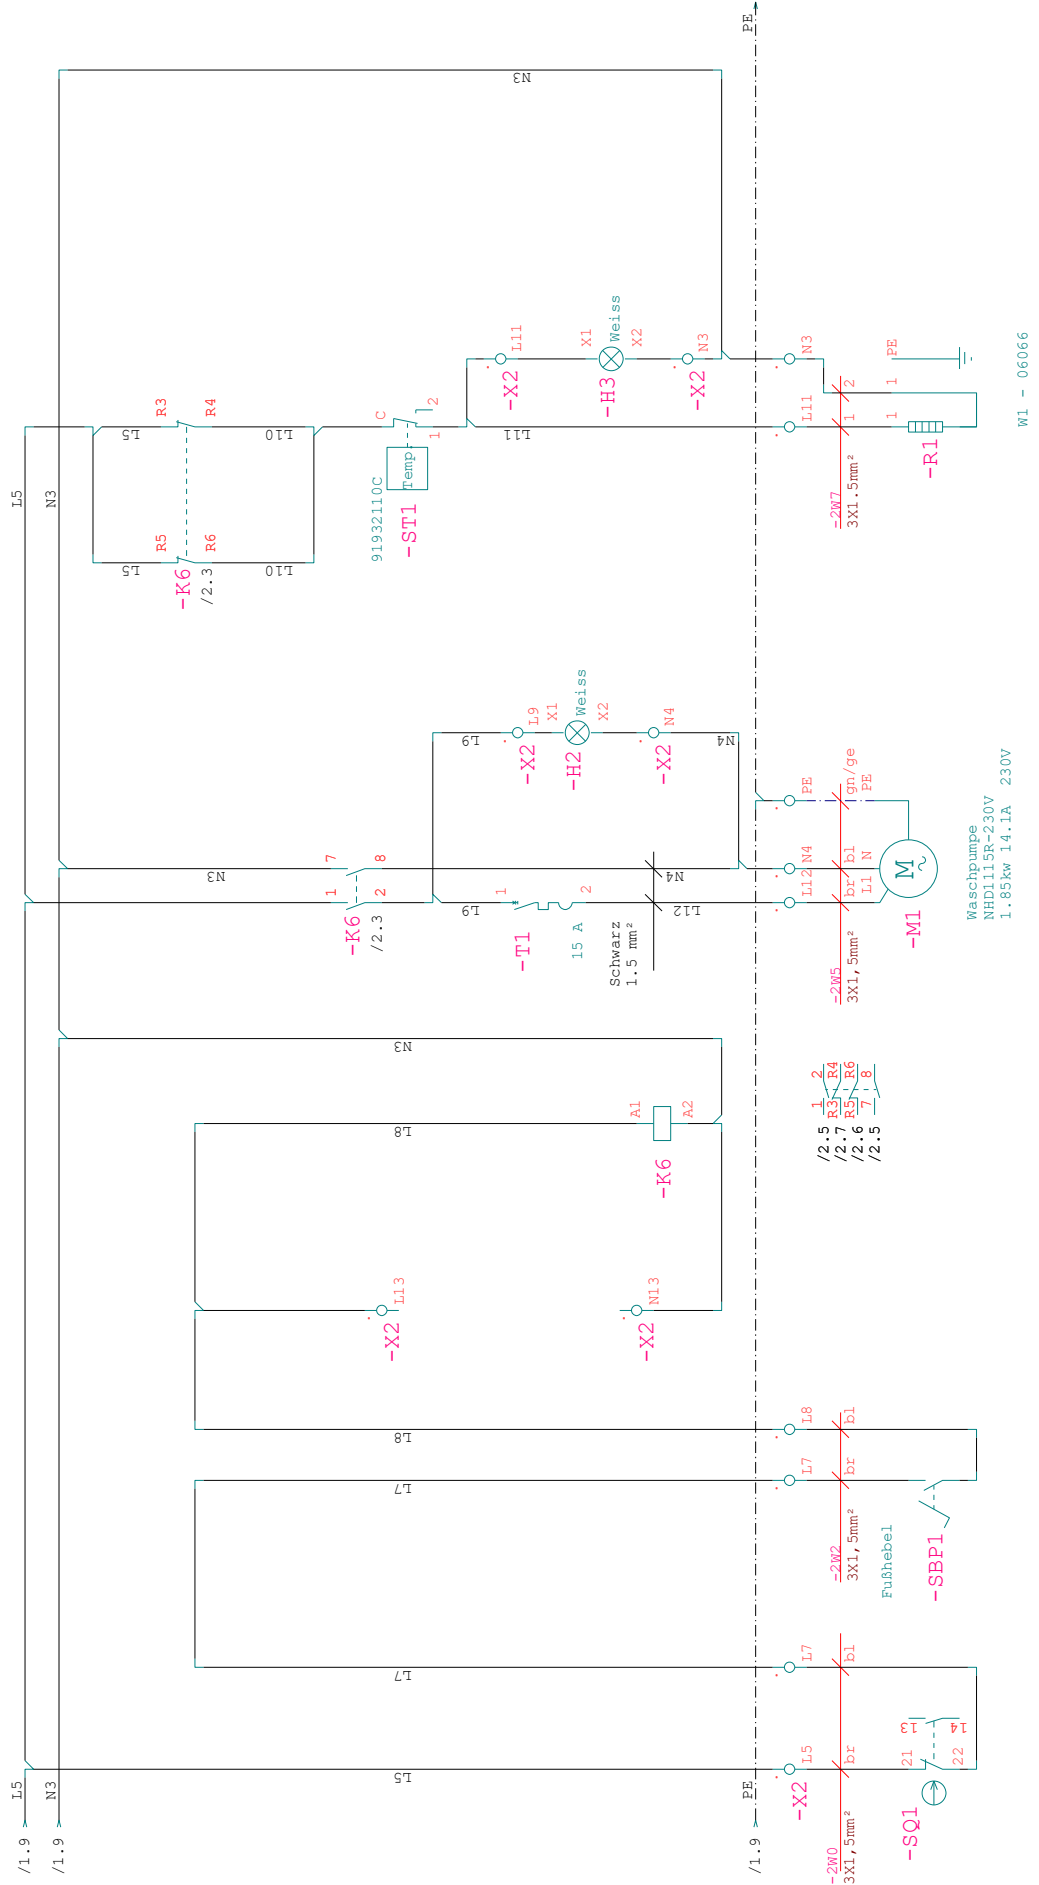 /1.9
L5
L5
/1.9
N3
N3
L5
L5
R5
R3
-K6
/2.3
R6
R4
L10
L10
N3
7
1
8
2
-K6
/2.3
91932110C
C
Temp.
-ST1
1
2
L5
L7
L7
L8
L13
-X2
L8
N3
L9
L9
1
2
-T1
15 A
L9
-X2
X1
X2
-H2
Weiss
N4
-X2
N4
L11
L11
-X2
X1
X2
-H3
Weiss
N3
-X2
N3
N13
-X2
A1
A2
-K6
Schwarz
1.5 mm²
L12
N4
/1.9
PE
PE
-X2
L5
L7
L7
L8
L12
N4
PE
L11
N3
-2W0
3X1,5mm²
br
bl
-2W2
3X1,5mm²
br
bl
-2W5
3X1,5mm²
br
bl
gn/ge
L1
N
PE
-2W7
3X1.5mm²
1
2
1
1
PE
/2.5
1
2
/2.7
R3
R4
/2.6
R5
R6
/2.5
7
8
-SQ1
21
22
13
14
Fußhebel
-SBP1
M
-M1
Waschpumpe
NHD1115R-230V
1.85kw 14.1A 230V
-R1
W1 - 06066